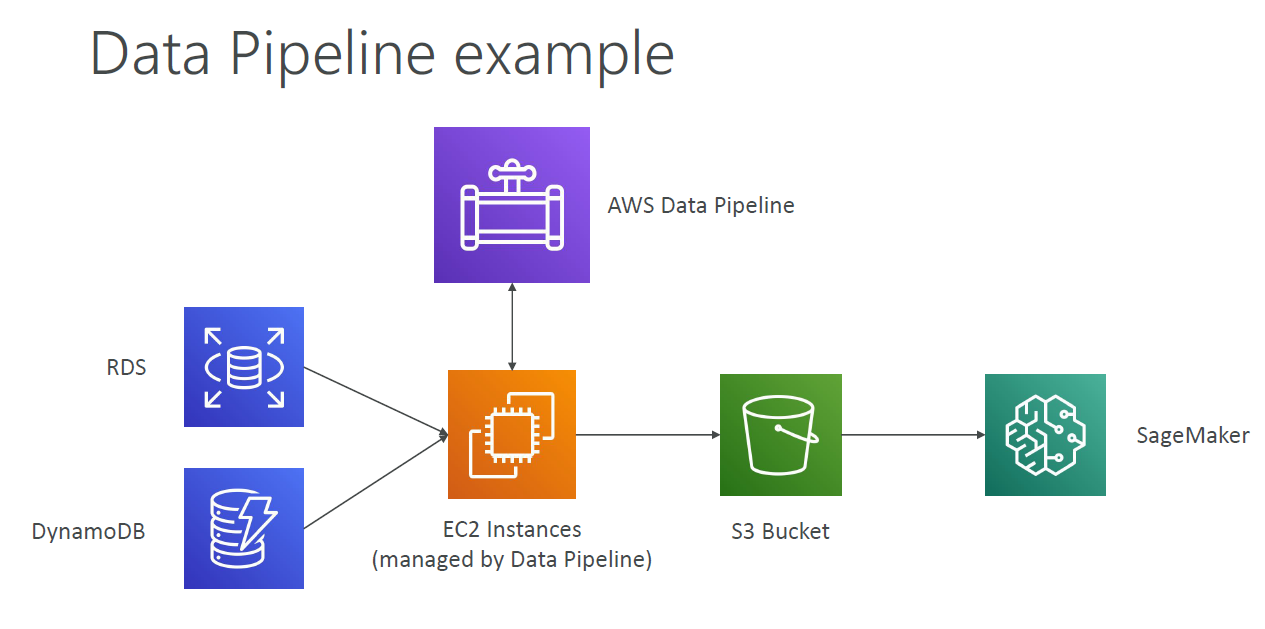 Data Pipeline example
AWS Data Pipeline
RDS
DynamoDB
EC2 Instances
(managed by Data Pipeline)
S3 Bucket
SageMaker